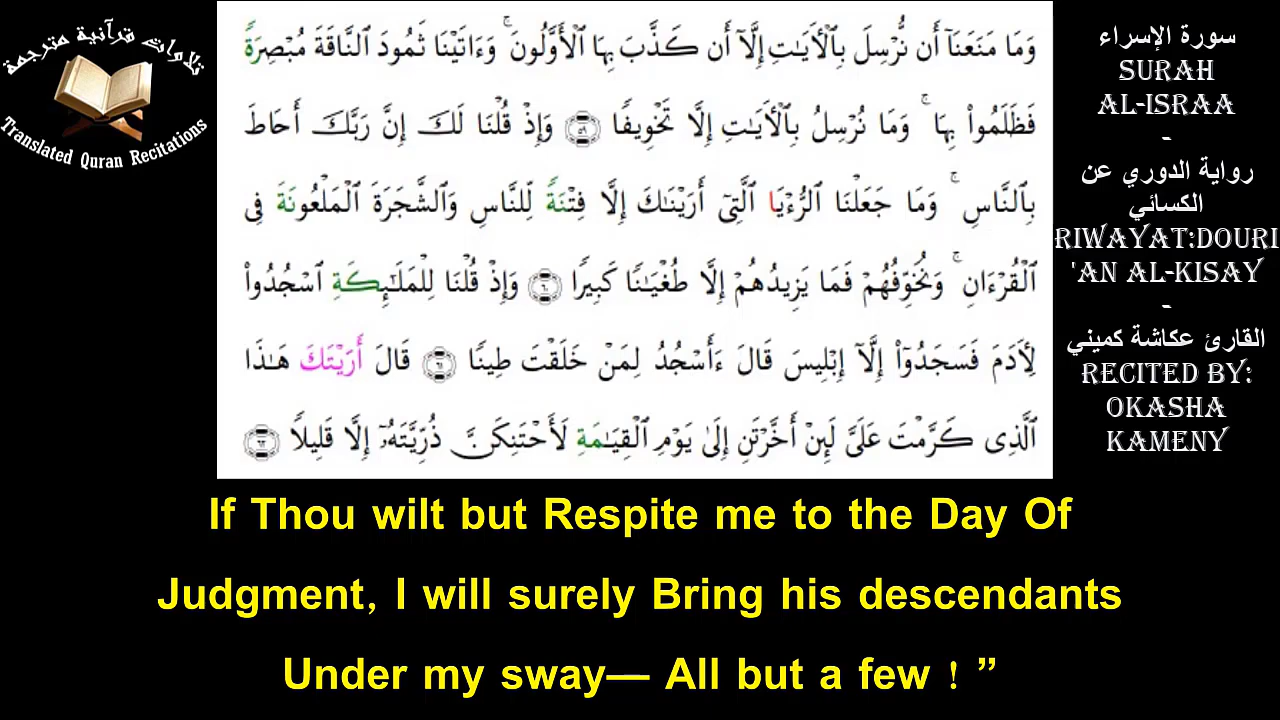 تلاوات قرآنية مترجمة
Translated Quran Recitations
وَمَا مَنَعَنَآ أَن نُّرْسِلَ بِٱلْأَيَٰتِ إِلَّآ أَن كَذَّبَ بِهَا ٱلْأَوَّلُونَ ۚ وَءَاتَيْنَا ثَمُودَ ٱلنَّاقَةَ مُبْصِرَةً
فَظَلَمُوا۟ بِهَا ۚ وَمَا نُرْسِلُ بِٱلْأَيَٰتِ إِلَّا تَخْوِيفًا ٥٩ وَإِذْ قُلْنَا لَكَ إِنَّ رَبَّكَ أَحَاطَ
بِٱلنَّاسِ ۚ وَمَا جَعَلْنَا ٱلرُّءْيَا ٱلَّتِىٓ أَرَيْنَٰكَ إِلَّا فِتْنَةً لِّلنَّاسِ وَٱلشَّجَرَةَ ٱلْمَلْعُونَةَ فِى
ٱلْقُرْءَانِ ۚ وَنُخَوِّفُهُمْ فَمَا يَزِيدُهُمْ إِلَّا طُغْيَٰنًا كَبِيرًا ٦٠ وَإِذْ قُلْنَا لِلْمَلَٰٓئِكَةِ ٱسْجُدُوا۟
لِأَدَمَ فَسَجَدُوٓا۟ إِلَّآ إِبْلِيسَ قَالَ ءَأَسْجُدُ لِمَنْ خَلَقْتَ طِينًا ٦١ قَالَ أَرَيْتَكَ هَٰذَا
ٱلَّذِى كَرَّمْتَ عَلَىَّ لَئِنْ أَخَّرْتَنِ إِلَىٰ يَوْمِ ٱلْقِيَٰمَةِ لَأَحْتَنِكَنَّ ذُرِّيَّتَهُۥٓ إِلَّا قَلِيلًا ٦٢
سورة الإسراء
SURAH
AL-ISRAA
-
رواية الدوري عن
الكسائي
RIWAYAT:DOURI
'AN AL-KISAY
-
القارئ عكاشة كميني
RECITED BY:
OKASHA
KAMENY
If Thou wilt but Respite me to the Day Of
Judgment, I will surely Bring his descendants
Under my sway— All but a few ! ”